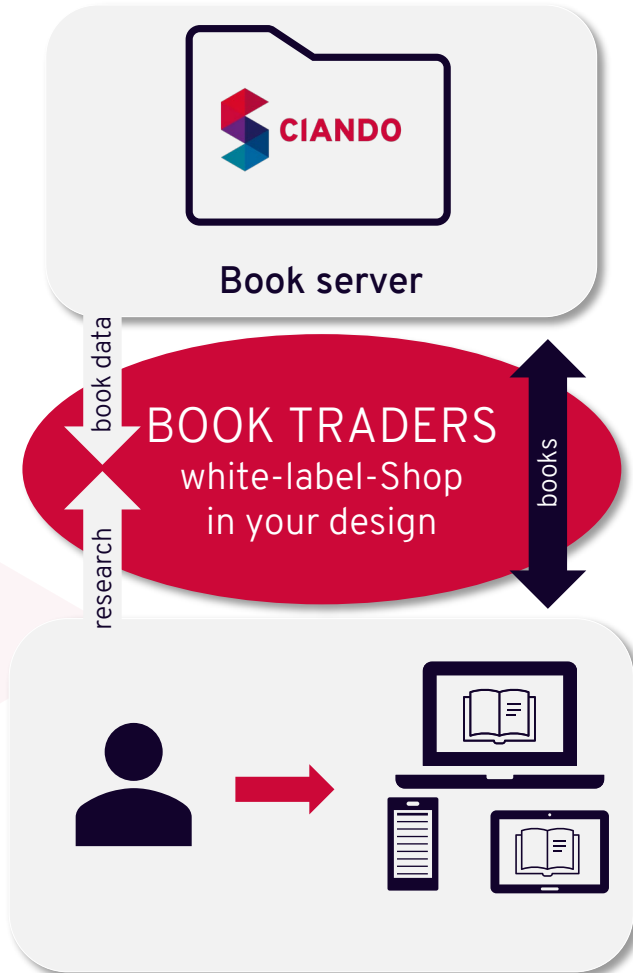 CIANDO
Book server
book data
BOOK TRADERS
white-label-Shop
in your design
books
research